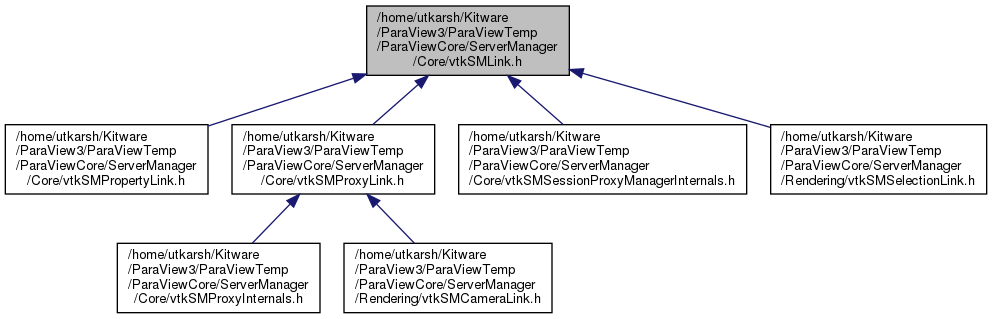 /home/utkarsh/Kitware
/ParaView3/ParaViewTemp
/ParaViewCore/ServerManager
/Core/vtkSMLink.h
/home/utkarsh/Kitware
/ParaView3/ParaViewTemp
/ParaViewCore/ServerManager
/Core/vtkSMPropertyLink.h
/home/utkarsh/Kitware
/ParaView3/ParaViewTemp
/ParaViewCore/ServerManager
/Core/vtkSMProxyLink.h
/home/utkarsh/Kitware
/ParaView3/ParaViewTemp
/ParaViewCore/ServerManager
/Core/vtkSMSessionProxyManagerInternals.h
/home/utkarsh/Kitware
/ParaView3/ParaViewTemp
/ParaViewCore/ServerManager
/Rendering/vtkSMSelectionLink.h
/home/utkarsh/Kitware
/ParaView3/ParaViewTemp
/ParaViewCore/ServerManager
/Core/vtkSMProxyInternals.h
/home/utkarsh/Kitware
/ParaView3/ParaViewTemp
/ParaViewCore/ServerManager
/Rendering/vtkSMCameraLink.h